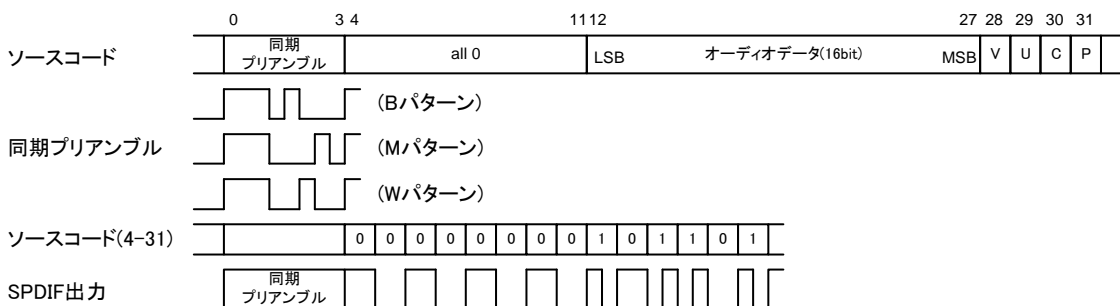 0 3 4 11 12 27 28 29 30 31
ソースコード 同期プリアンブル all 0 LSB オーディオデータ(16bit) MSB V U C P
(Bパターン)
同期プリアンブル (Mパターン)
(Wパターン)
ソースコード(4-31) 0 0 0 0 0 0 0 0 1 0 1 1 0 1
SPDIF出力 同期プリアンブル